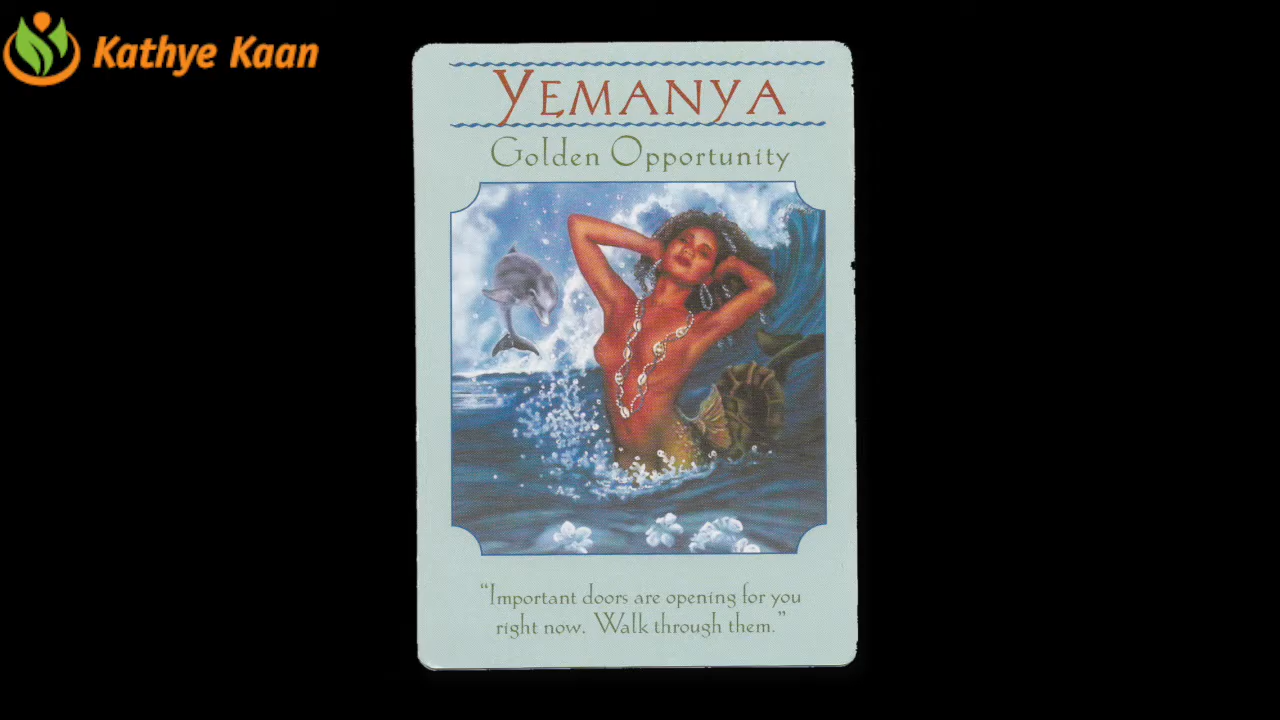 Kathye Kaan
YEMANYA
Golden Opportunity
“Important doors are opening for you
right now. Walk through them.”